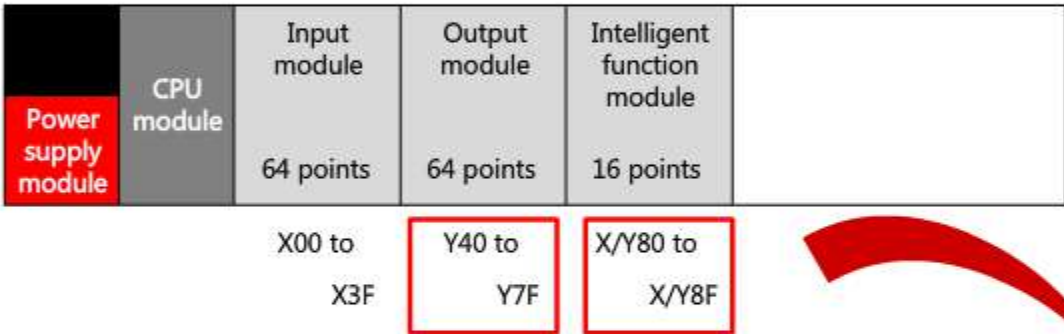 Power
supply
module
CPU
module
Input
module
64 points
Output
module
64 points
Intelligent
function
module
16 points
X00 to
X3F
Y40 to
Y7F
X/Y80 to
X/Y8F